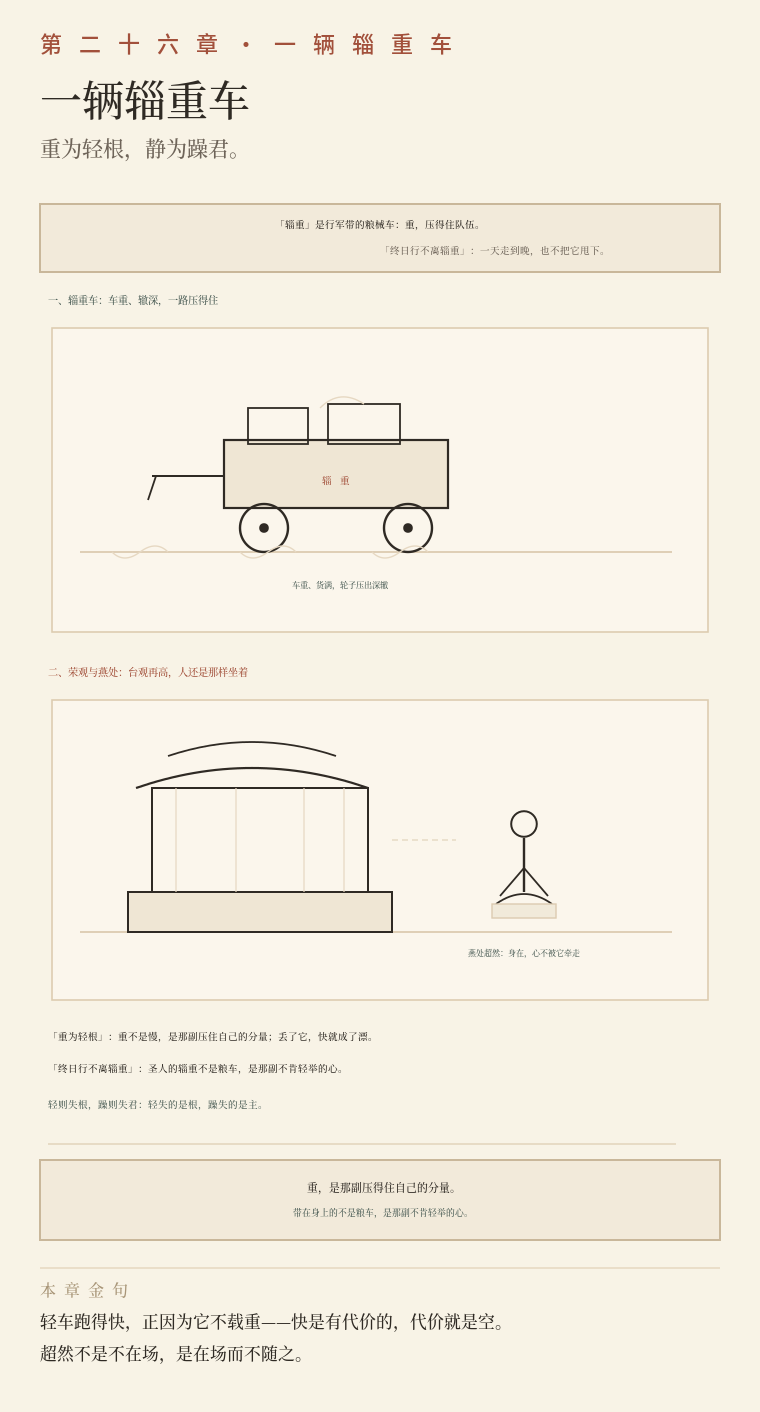 第二十六章·一辆辎重车
一辆辎重车
重为轻根，静为躁君。
「辎重」是行军带的粮械车：重，压得住队伍。
「终日行不离辎重」：一天走到晚，也不把它甩下。
一、辎重车：车重、辙深，一路压得住
辎 重
车重、货满，轮子压出深辙
二、荣观与燕处：台观再高，人还是那样坐着
燕处超然：身在，心不被它牵走
「重为轻根」：重不是慢，是那副压住自己的分量；丢了它，快就成了漂。
「终日行不离辎重」：圣人的辎重不是粮车，是那副不肯轻举的心。
轻则失根，躁则失君：轻失的是根，躁失的是主。
重，是那副压得住自己的分量。
带在身上的不是粮车，是那副不肯轻举的心。
本章金句
轻车跑得快，正因为它不载重——快是有代价的，代价就是空。
超然不是不在场，是在场而不随之。